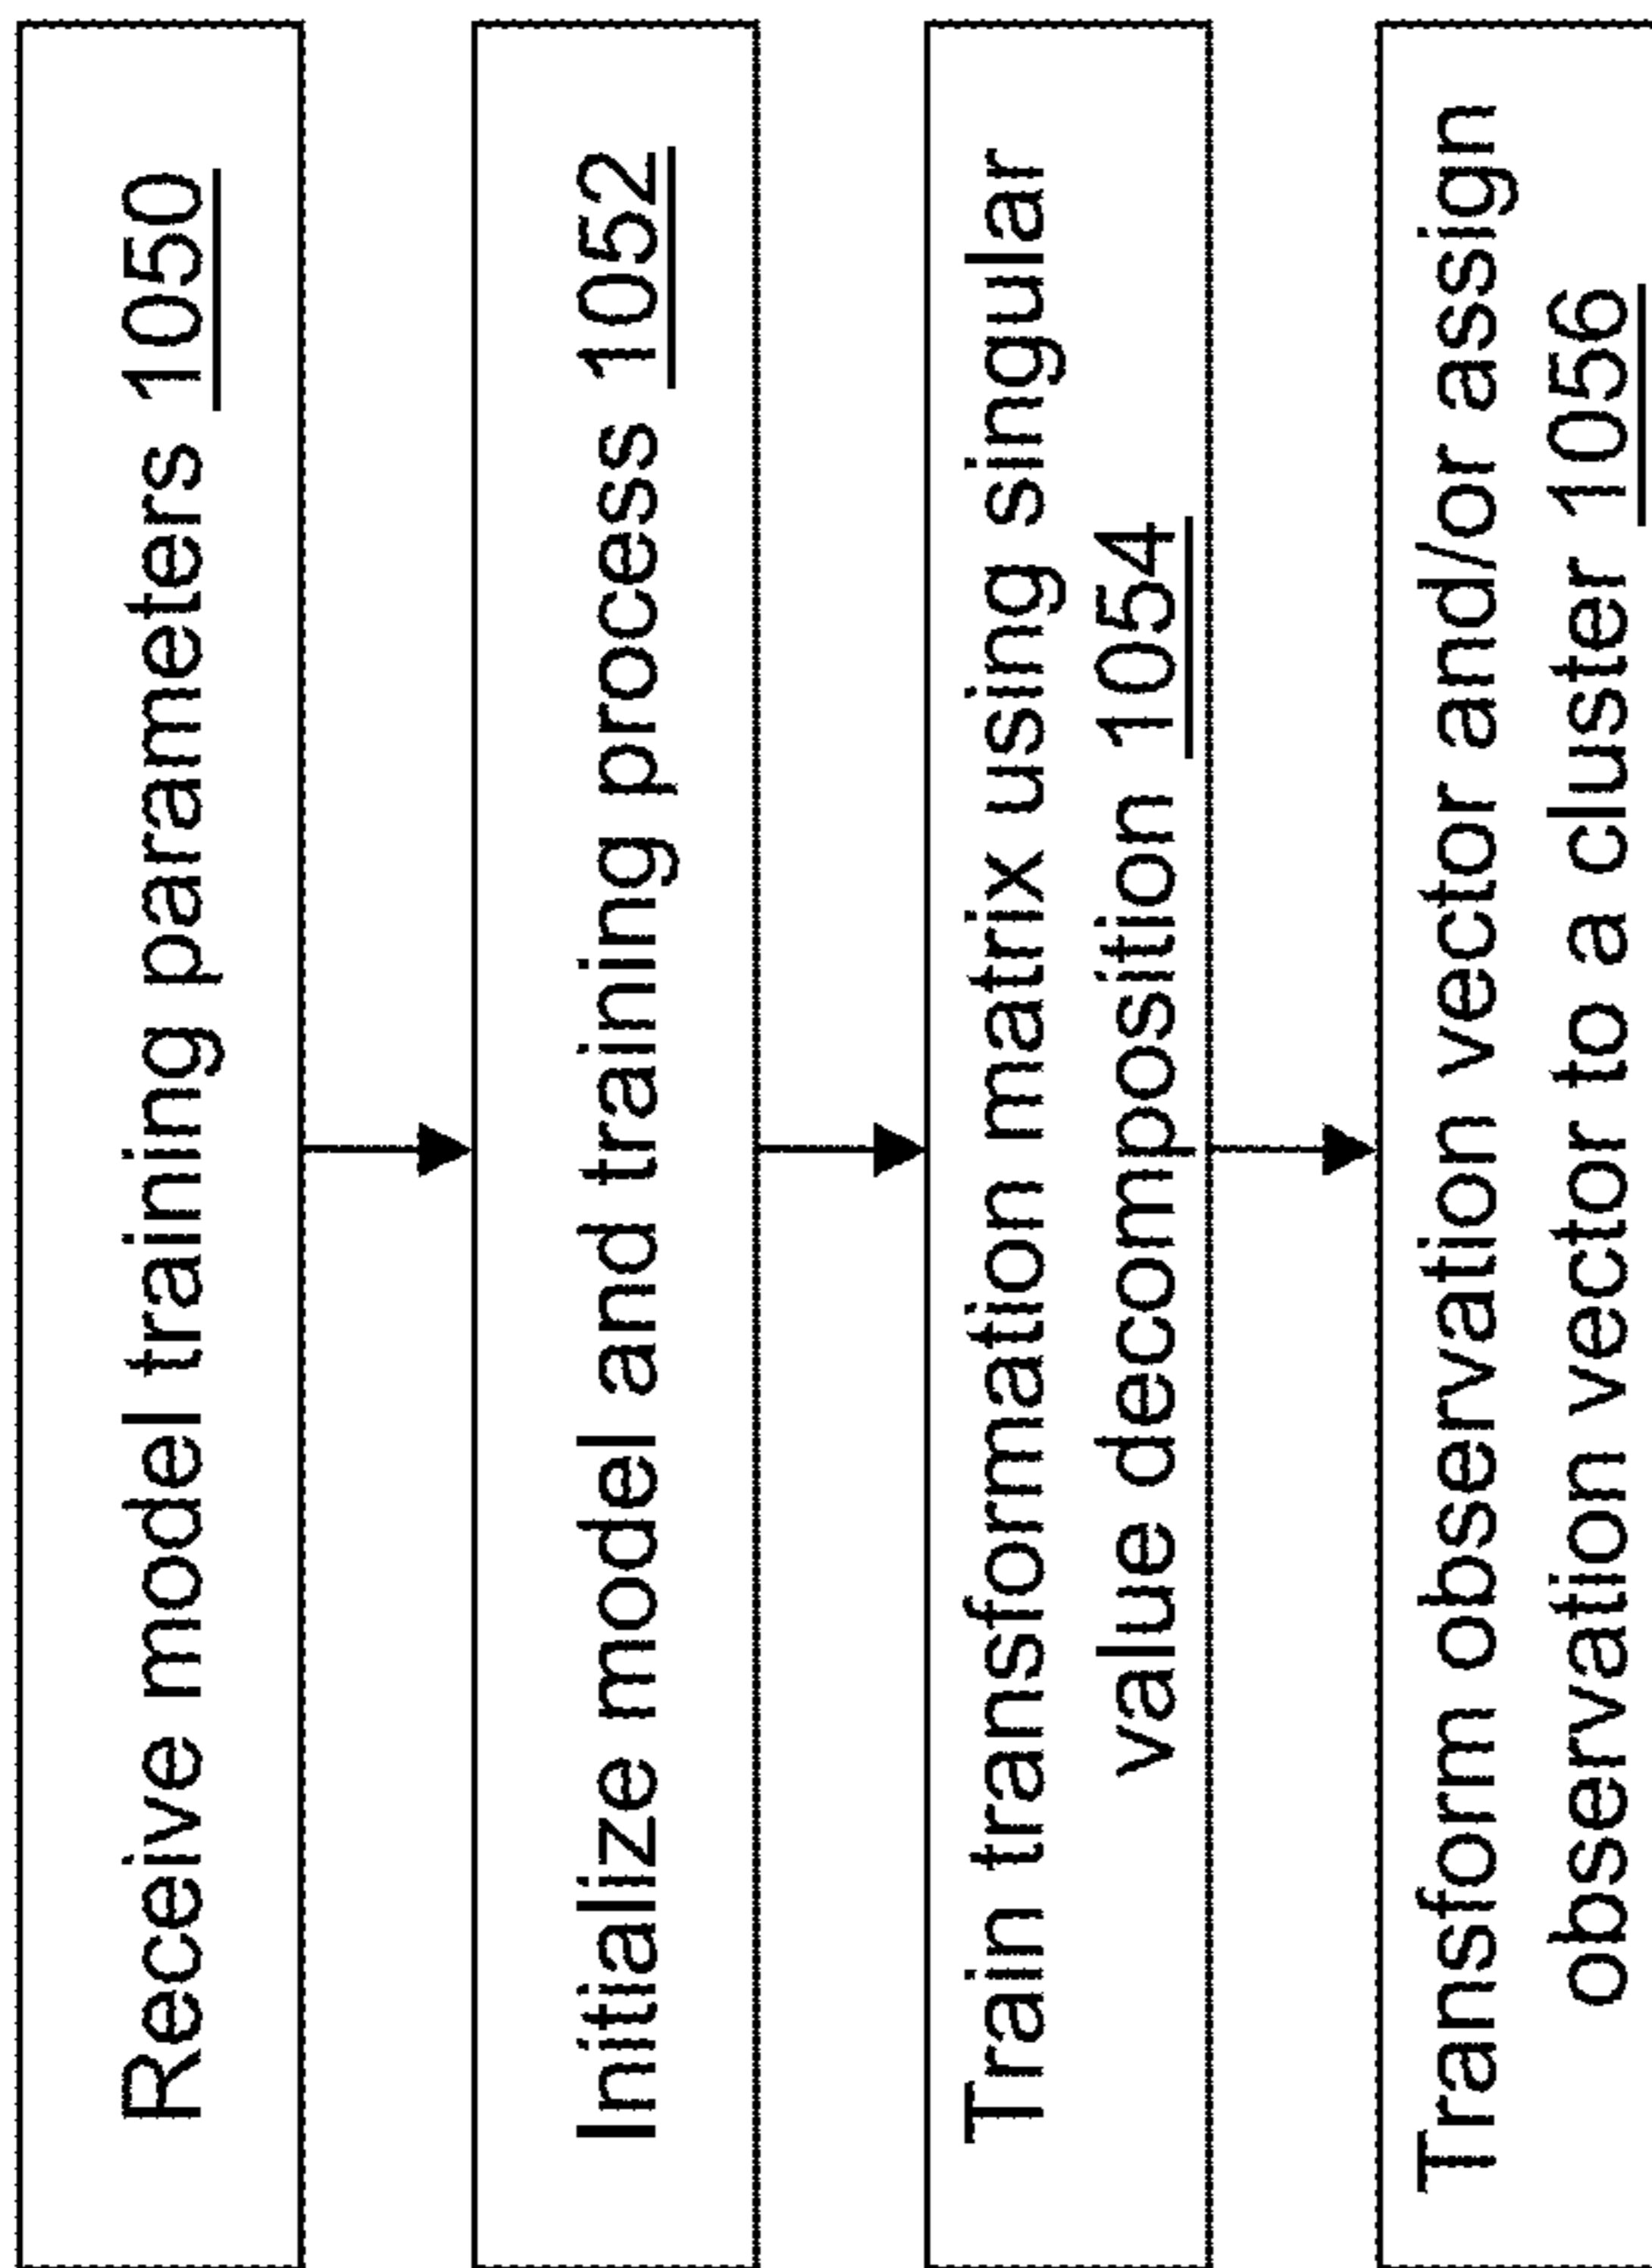 Receive model training parameters 1050
Initialize model and training process 1052
Train transformation matrix using singular
value decomposition 1054
Transform observation vector and/or assign
observation vector to a cluster 1056